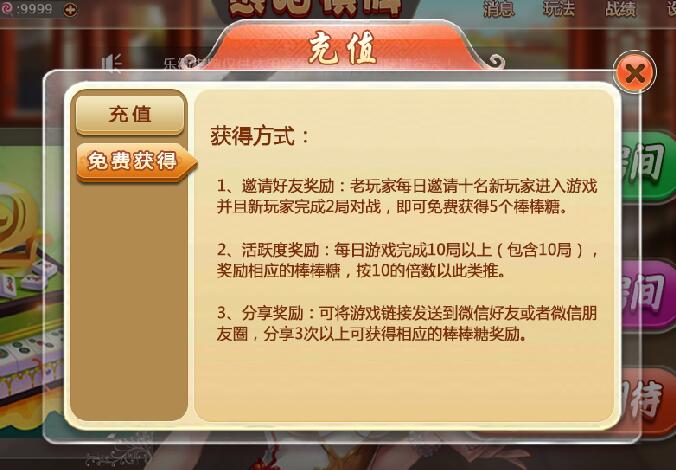 :9999
消息 玩法 战绩
充值
充值
免费获得
获得方式：
1、邀请好友奖励：老玩家每日邀请十名新玩家进入游戏
并且新玩家完成2局对战，即可免费获得5个棒棒糖。
2、活跃度奖励：每日游戏完成10局以上（包含10局），
奖励相应的棒棒糖，按10的倍数以此类推。
3、分享奖励：可将游戏链接发送到微信好友或者微信朋
友圈，分享3次以上可获得相应的棒棒糖奖励。
房间
间
期待